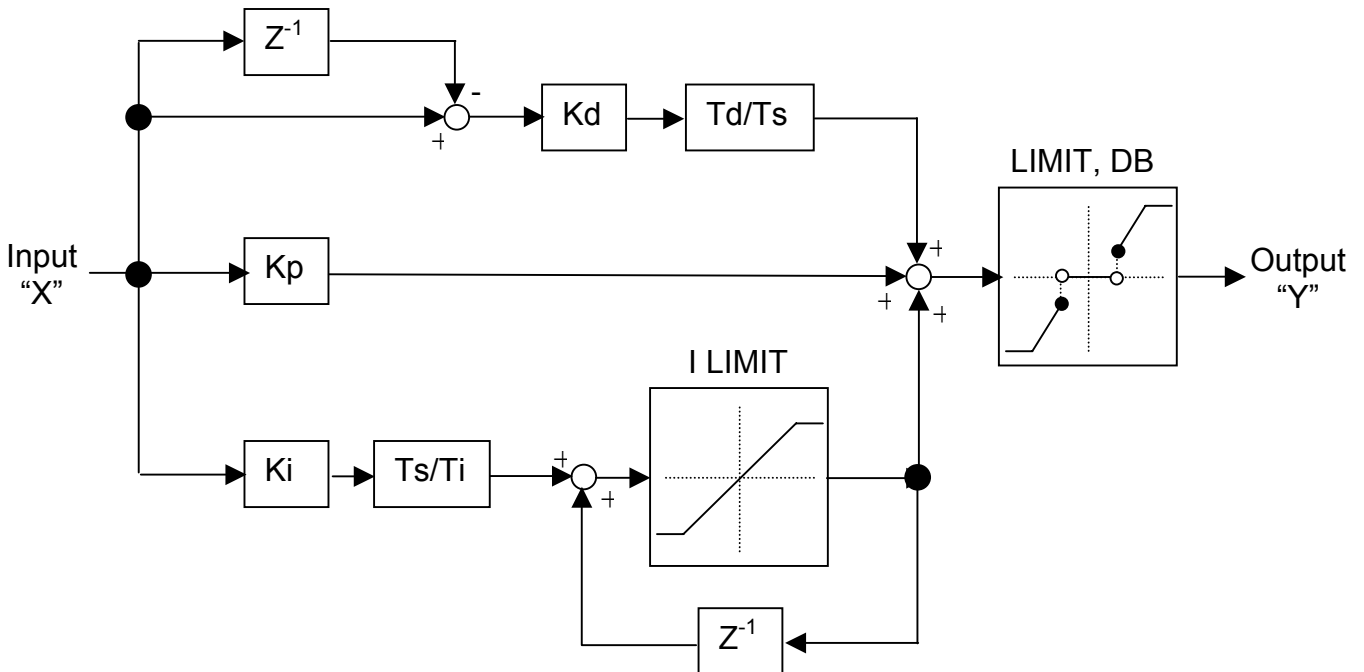 Z-1
-
+
Kd
Td/Ts
LIMIT, DB
Input
“X”
Kp
+
+
+
Output
“Y”
I LIMIT
Ki
Ts/Ti
+
+
Z-1